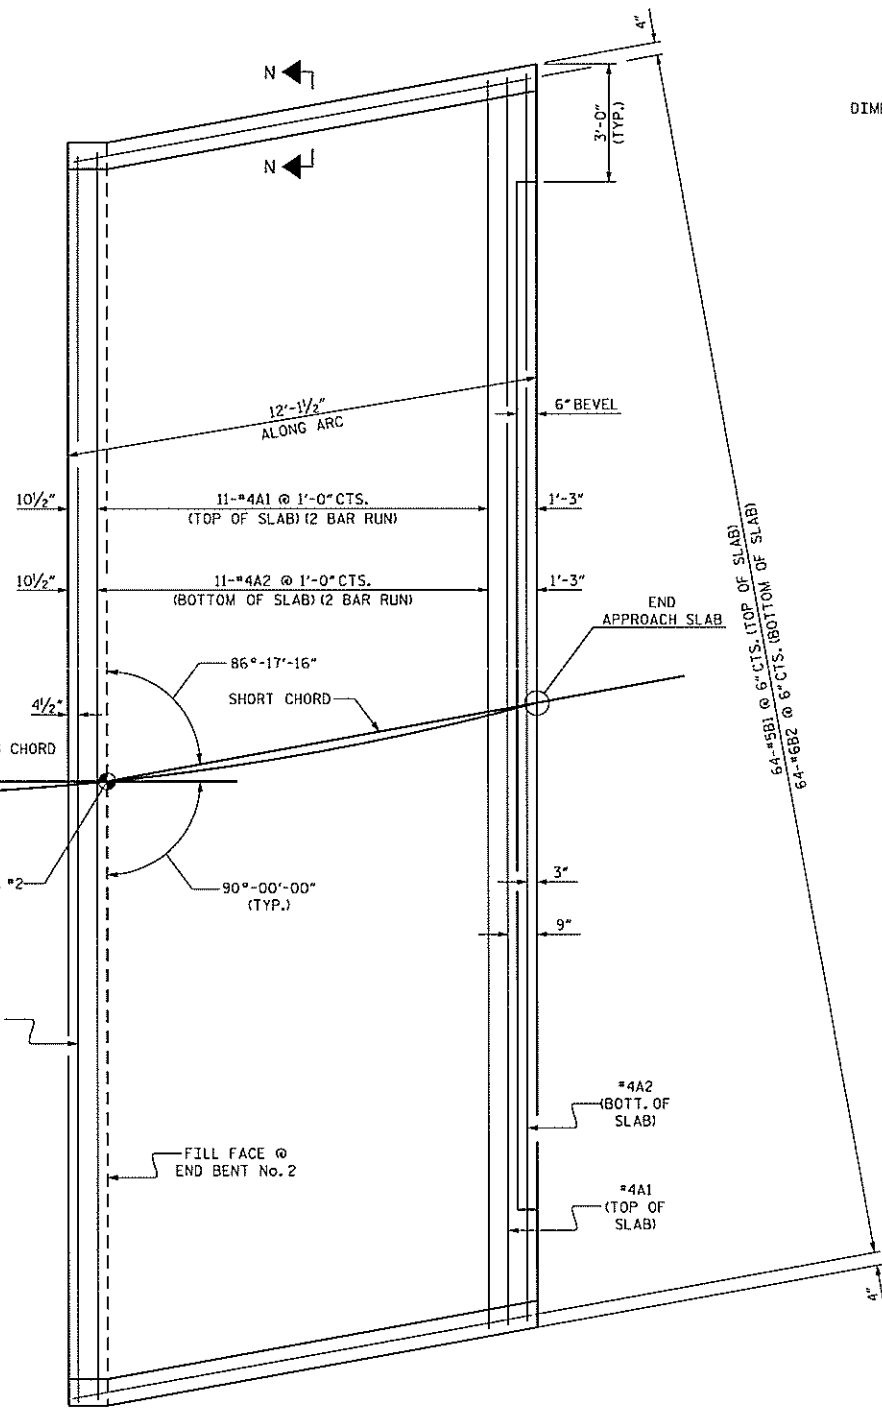 4"
N
3'-0"
(TYP.)
DIM
N
12'-1½"
ALONG ARC
6" BEVEL
10½"
11-#4A1 @ 1'-0" CTS.
(TOP OF SLAB) (2 BAR RUN)
1'-3"
10½"
11-#4A2 @ 1'-0" CTS.
(BOTTOM OF SLAB) (2 BAR RUN)
1'-3"
64-#5B1 @ 6" CTS. (TOP OF SLAB)
64-#6B2 @ 6" CTS. (BOTTOM OF SLAB)
END
APPROACH SLAB
86°-17'-16"
SHORT CHORD
4½"
CHORD
#2
90°-00'-00"
(TYP.)
3"
9"
#4A2
(BOTT. OF
SLAB)
FILL FACE @
END BENT No. 2
#4A1
(TOP OF
SLAB)
4"